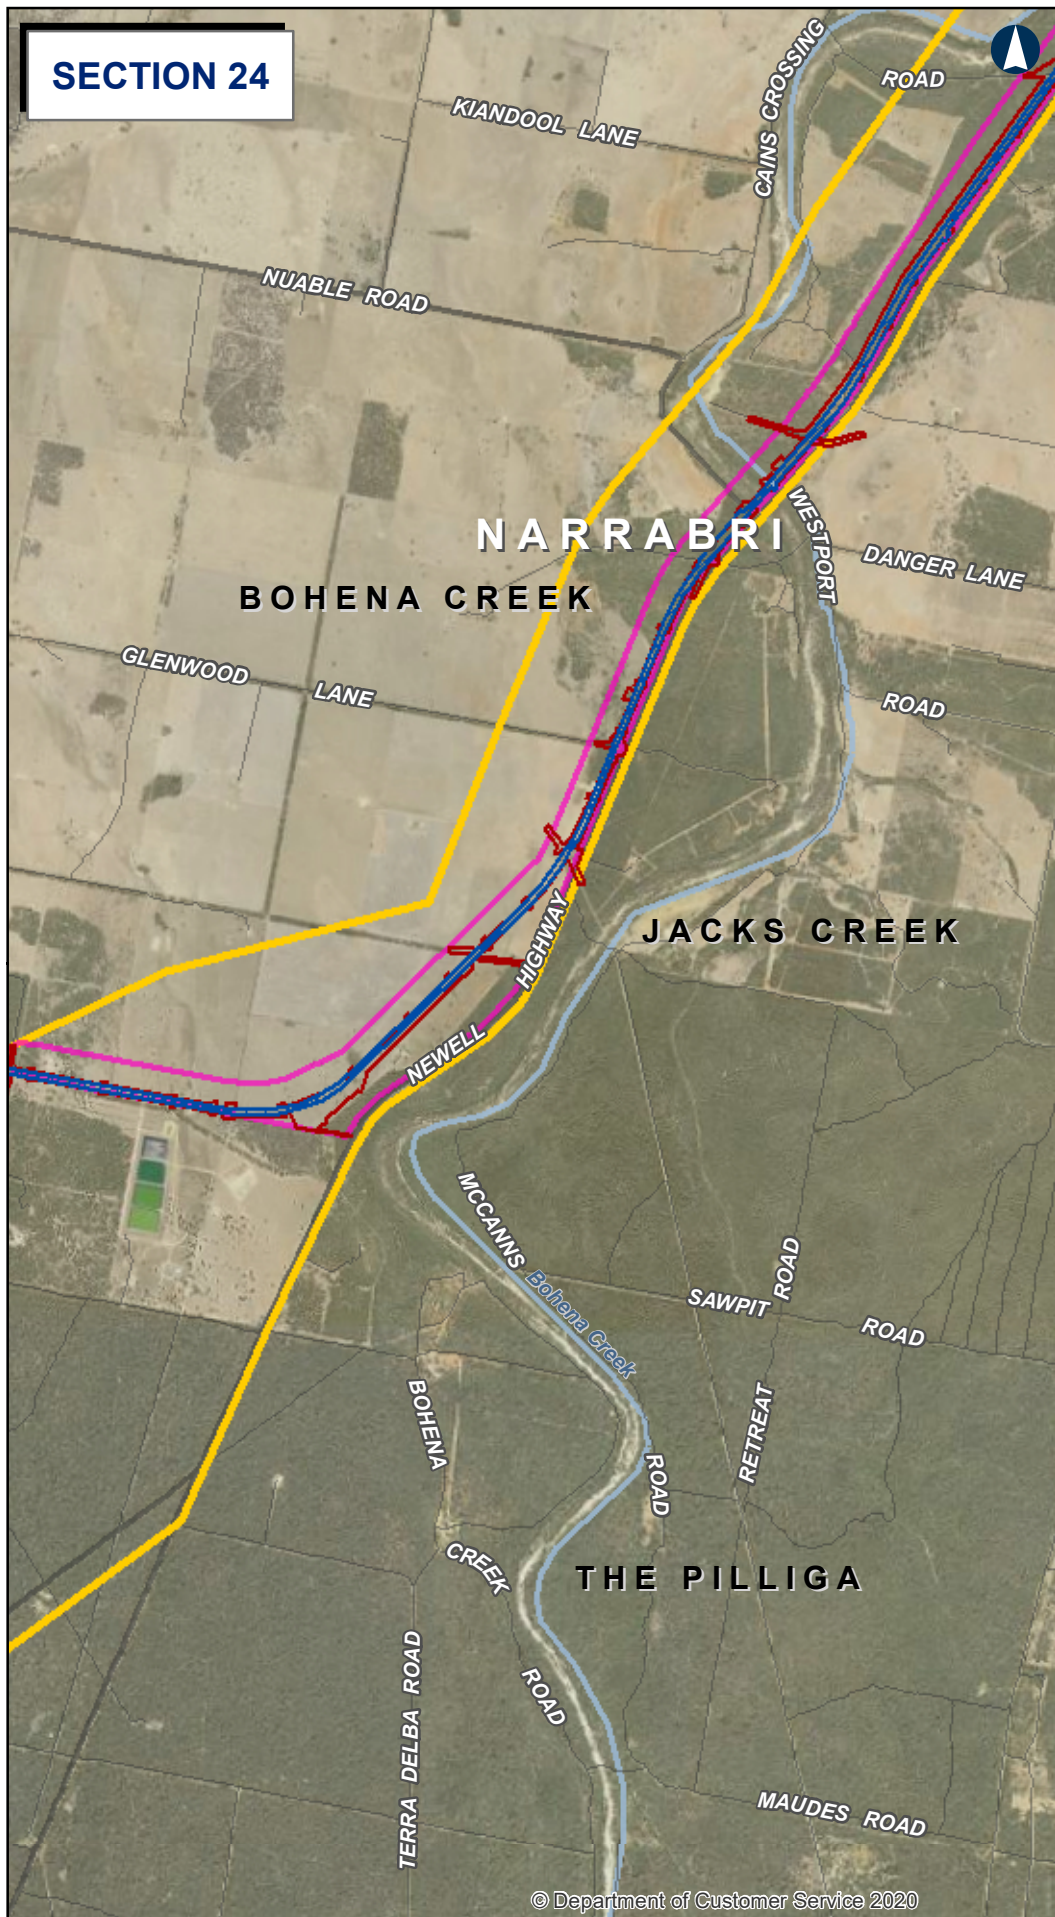 SECTION 24
KIANDOOL LANE
CAINS CROSSING
ROAD
NUABLE ROAD
NARRABRI
WESTPORT
DANGER LANE
BOHENA CREEK
GLENWOOD LANE
ROAD
JACKS CREEK
HIGHWAY
NEWELL
MCCANNS
Bohena Creek
ROAD
SAWPIT
ROAD
BOHENA
RETREAT
ROAD
CREEK
THE PILLIGA
TERRA DELBA ROAD
ROAD
MAUDES ROAD
© Department of Customer Service 2020